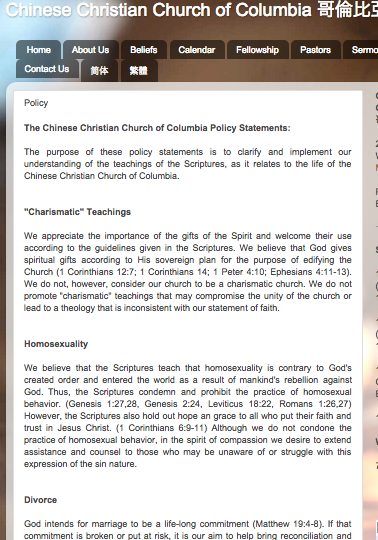 Chinese Christian Church of Columbia 哥倫比亞
Home About Us Beliefs Calendar Fellowship Pastors Sermo
Contact Us 简体 繁體
Policy
The Chinese Christian Church of Columbia Policy Statements:
The purpose of these policy statements is to clarify and implement our
understanding of the teachings of the Scriptures, as it relates to the life of the
Chinese Christian Church of Columbia.
"Charismatic" Teachings
We appreciate the importance of the gifts of the Spirit and welcome their use
according to the guidelines given in the Scriptures. We believe that God gives
spiritual gifts according to His sovereign plan for the purpose of edifying the
Church (1 Corinthians 12:7; 1 Corinthians 14; 1 Peter 4:10; Ephesians 4:11-13).
We do not, however, consider our church to be a charismatic church. We do not
promote "charismatic" teachings that may compromise the unity of the church or
lead to a theology that is inconsistent with our statement of faith.
Homosexuality
We believe that the Scriptures teach that homosexuality is contrary to God's
created order and entered the world as a result of mankind's rebellion against
God. Thus, the Scriptures condemn and prohibit the practice of homosexual
behavior. (Genesis 1:27,28, Genesis 2:24, Leviticus 18:22, Romans 1:26,27)
However, the Scriptures also hold out hope an grace to all who put their faith and
trust in Jesus Christ. (1 Corinthians 6:9-11) Although we do not condone the
practice of homosexual behavior, in the spirit of compassion we desire to extend
assistance and counsel to those who may be unaware of or struggle with this
expression of the sin nature.
Divorce
God intends for marriage to be a life-long commitment (Matthew 19:4-8). If that
commitment is broken or put at risk, it is our aim to help bring reconciliation and